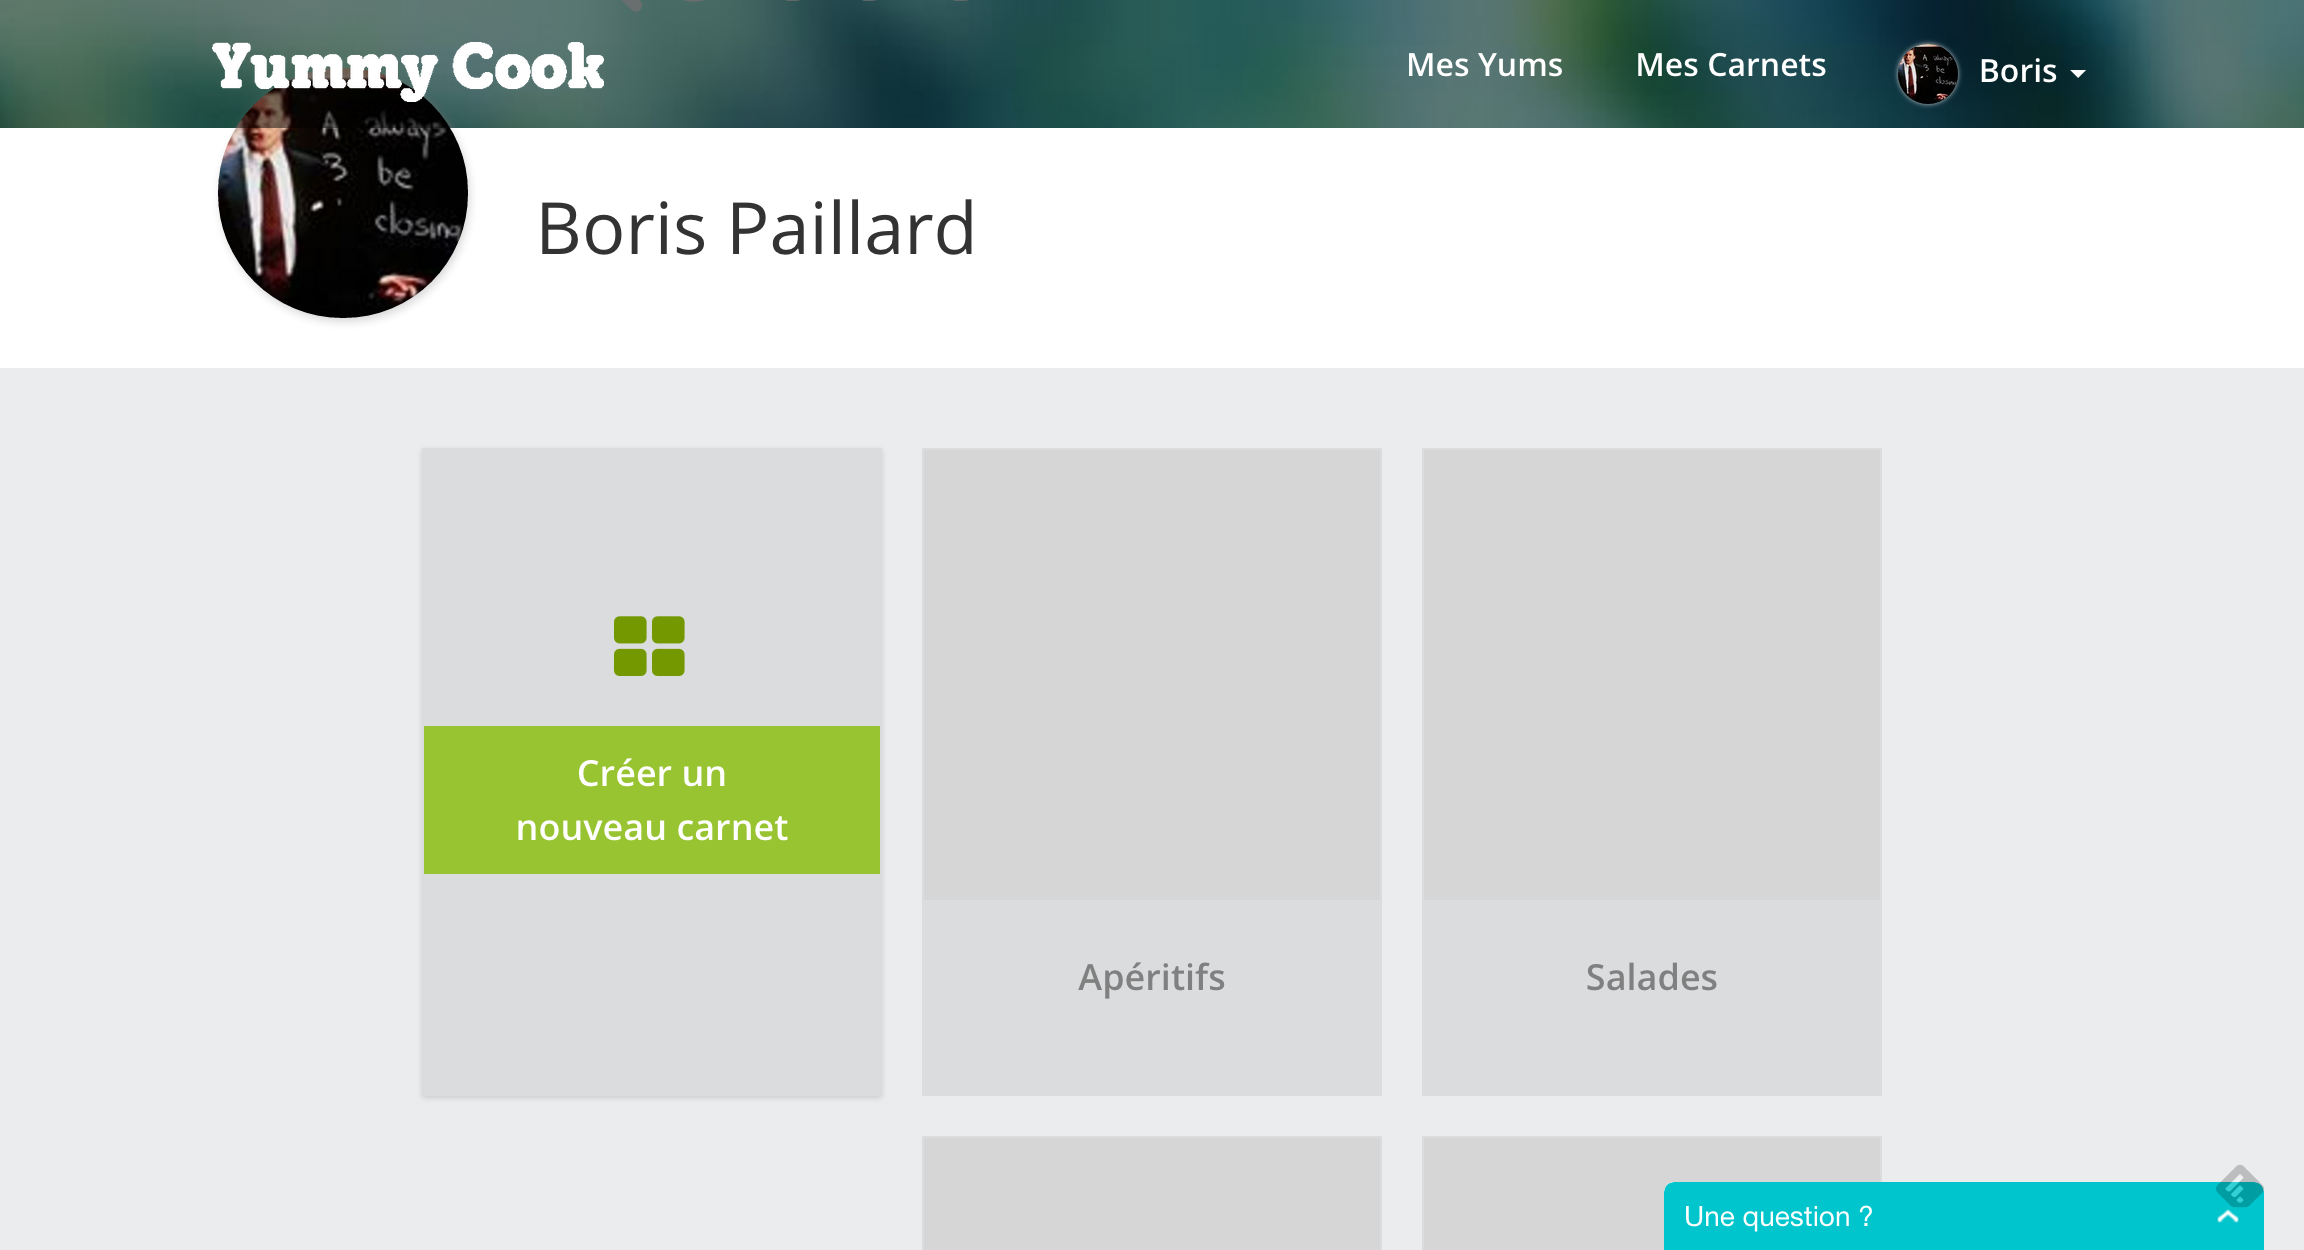 Yummy Cook
Mes Yums
Mes Carnets
Boris
A always
3 be
closing
Boris Paillard
Créer un
nouveau carnet
Apéritifs
Salades
Une question ?